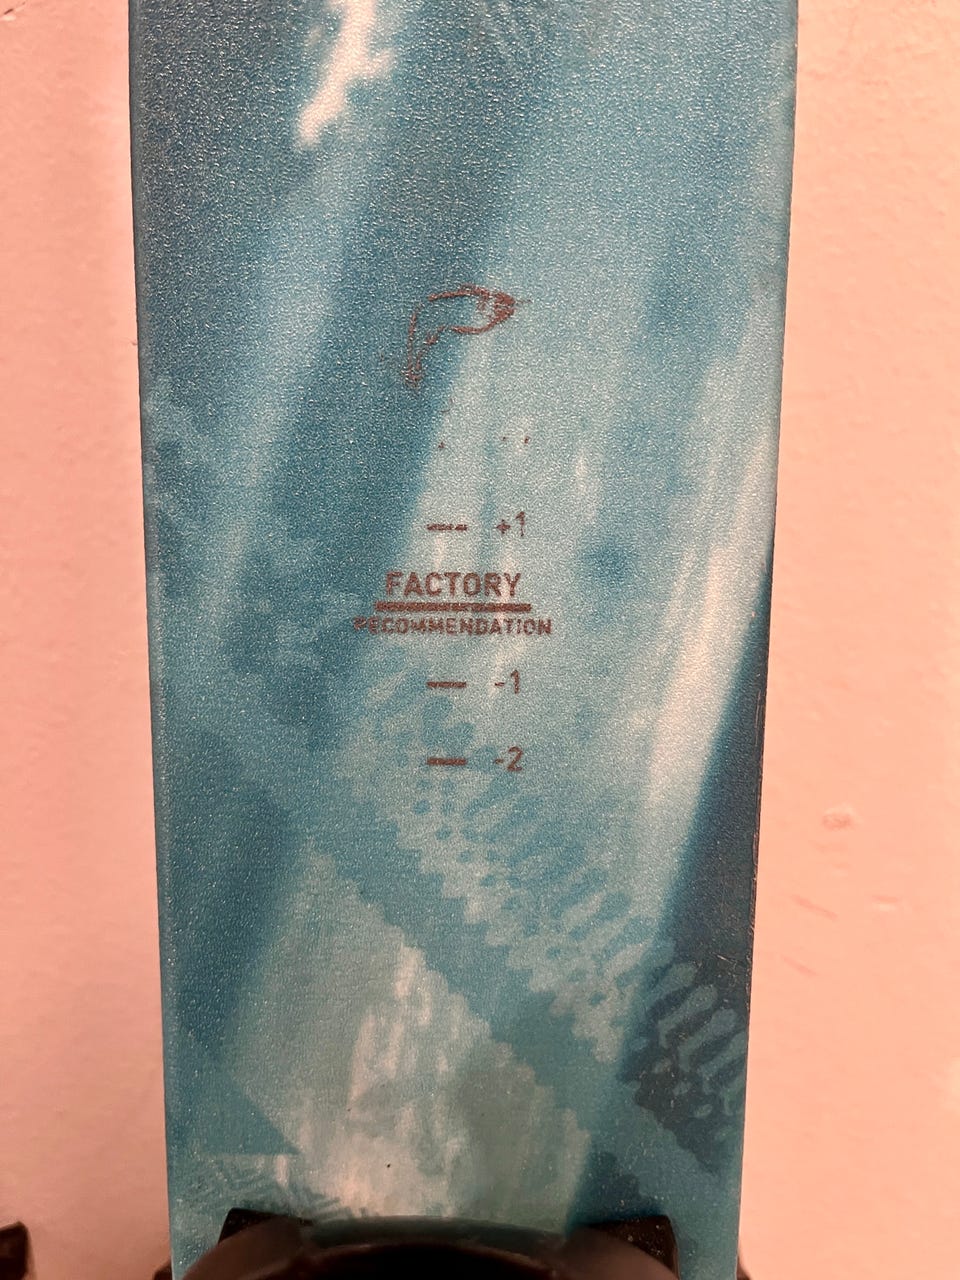 +1
FACTORY
RECOMMENDATION
-1
-2